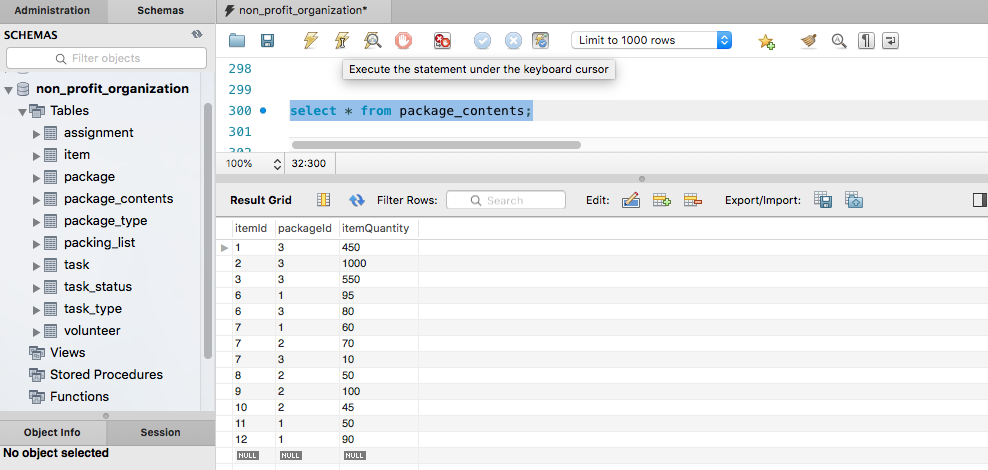 Administration Schemas
non_profit_organization*
SCHEMAS
Filter objects
Limit to 1000 rows
Execute the statement under the keyboard cursor
non_profit_organization
Tables
assignment
item
package
package_contents
package_type
packing_list
task
task_status
task_type
volunteer
Views
Stored Procedures
Functions
Object Info Session
No object selected
298
299
300 select * from package_contents;
301
302
100% 32:300
Result Grid Filter Rows: Search Edit: Export/Import:
itemId packageId itemQuantity
1 3 450
2 3 1000
3 3 550
6 1 95
6 3 80
7 1 60
7 2 70
7 3 10
8 2 50
9 2 100
10 2 45
11 1 50
12 1 90
NULL NULL NULL